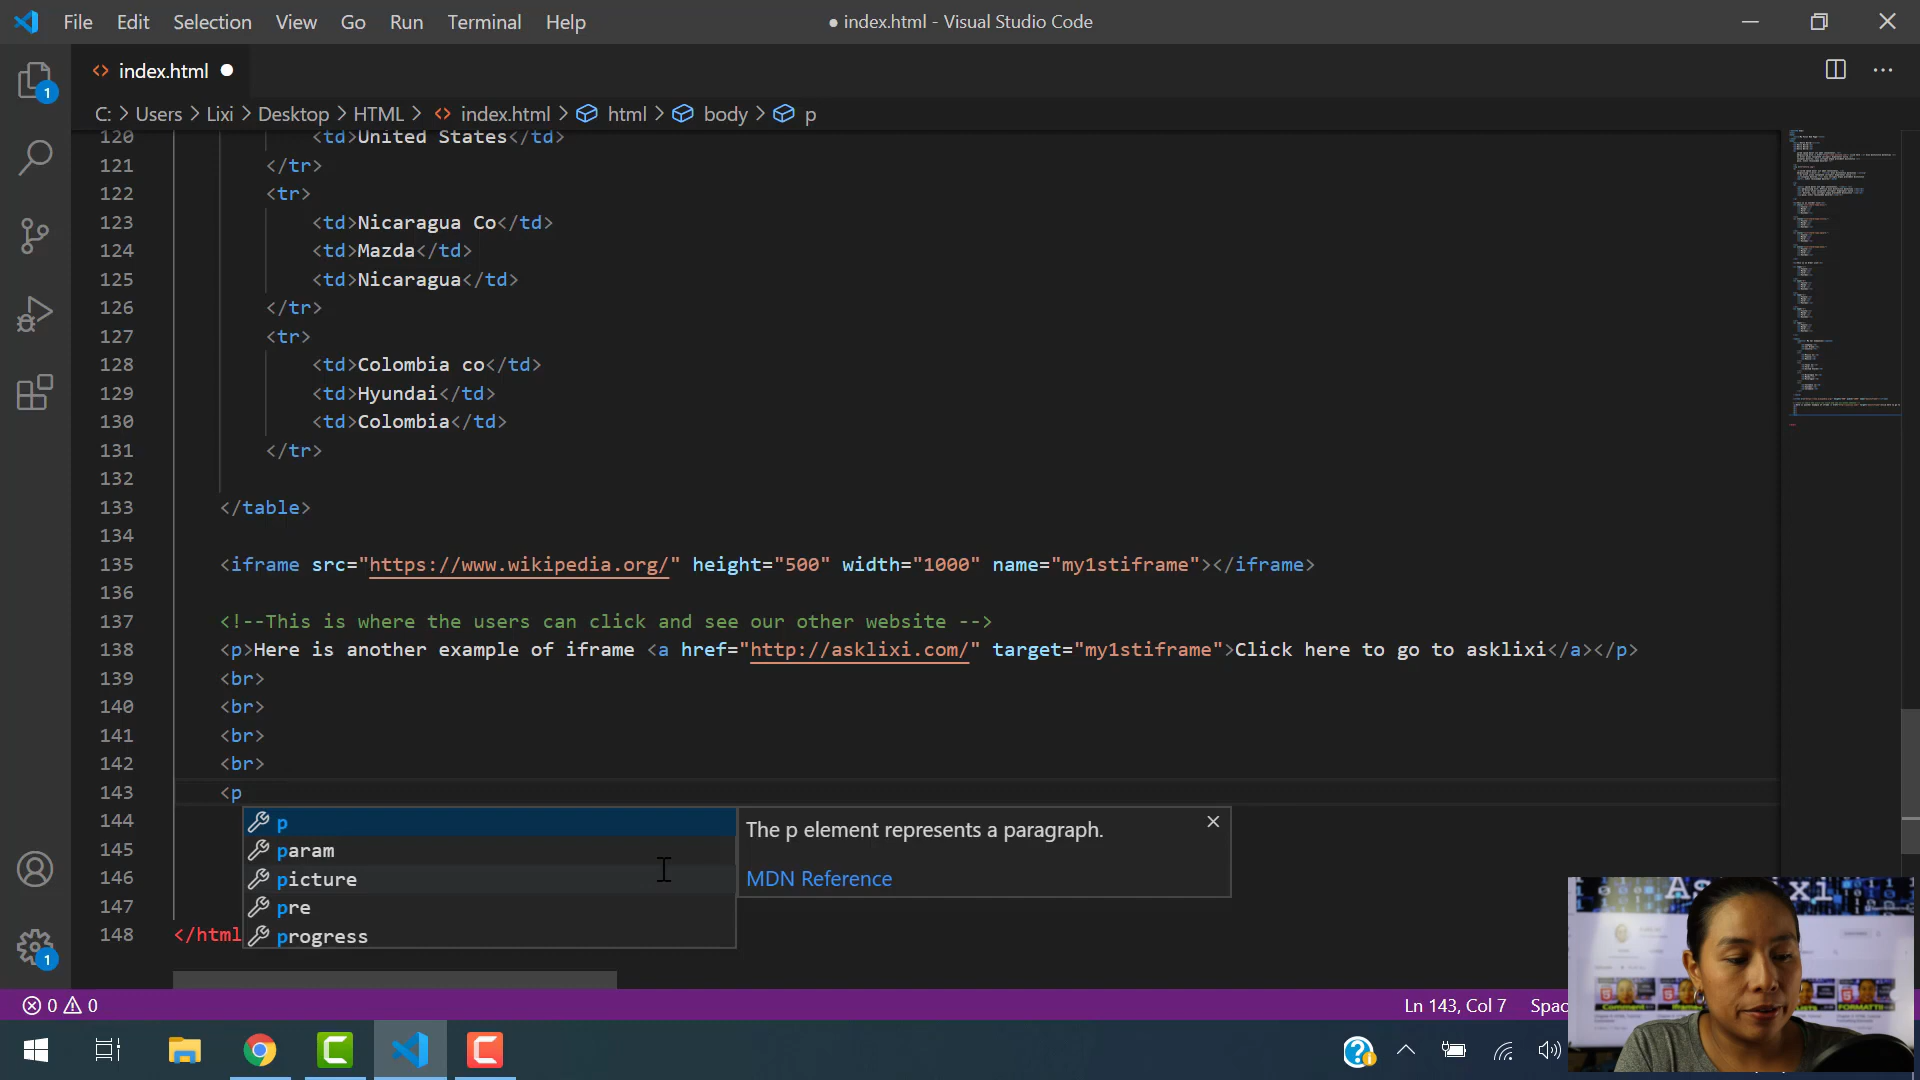 File Edit Selection View Go Run Terminal Help
● index.html - Visual Studio Code
1
<> index.html ●
C: > Users > Lixi > Desktop > HTML > <> index.html > html > body > p
120 <td>United States</td>
121 </tr>
122 <tr>
123 <td>Nicaragua Co</td>
124 <td>Mazda</td>
125 <td>Nicaragua</td>
126 </tr>
127 <tr>
128 <td>Colombia co</td>
129 <td>Hyundai</td>
130 <td>Colombia</td>
131 </tr>
132
133 </table>
134
135 <iframe src="https://www.wikipedia.org/" height="500" width="1000" name="my1stiframe"></iframe>
136
137 <!--This is where the users can click and see our other website -->
138 <p>Here is another example of iframe <a href="http://asklixi.com/" target="my1stiframe">Click here to go to asklixi</a></p>
139 <br>
140 <br>
141 <br>
142 <br>
143 <p
144
145
146
147
148 </html
p
param
picture
pre
progress
The p element represents a paragraph.
MDN Reference
1
0 0
Ln 143, Col 7
Spac